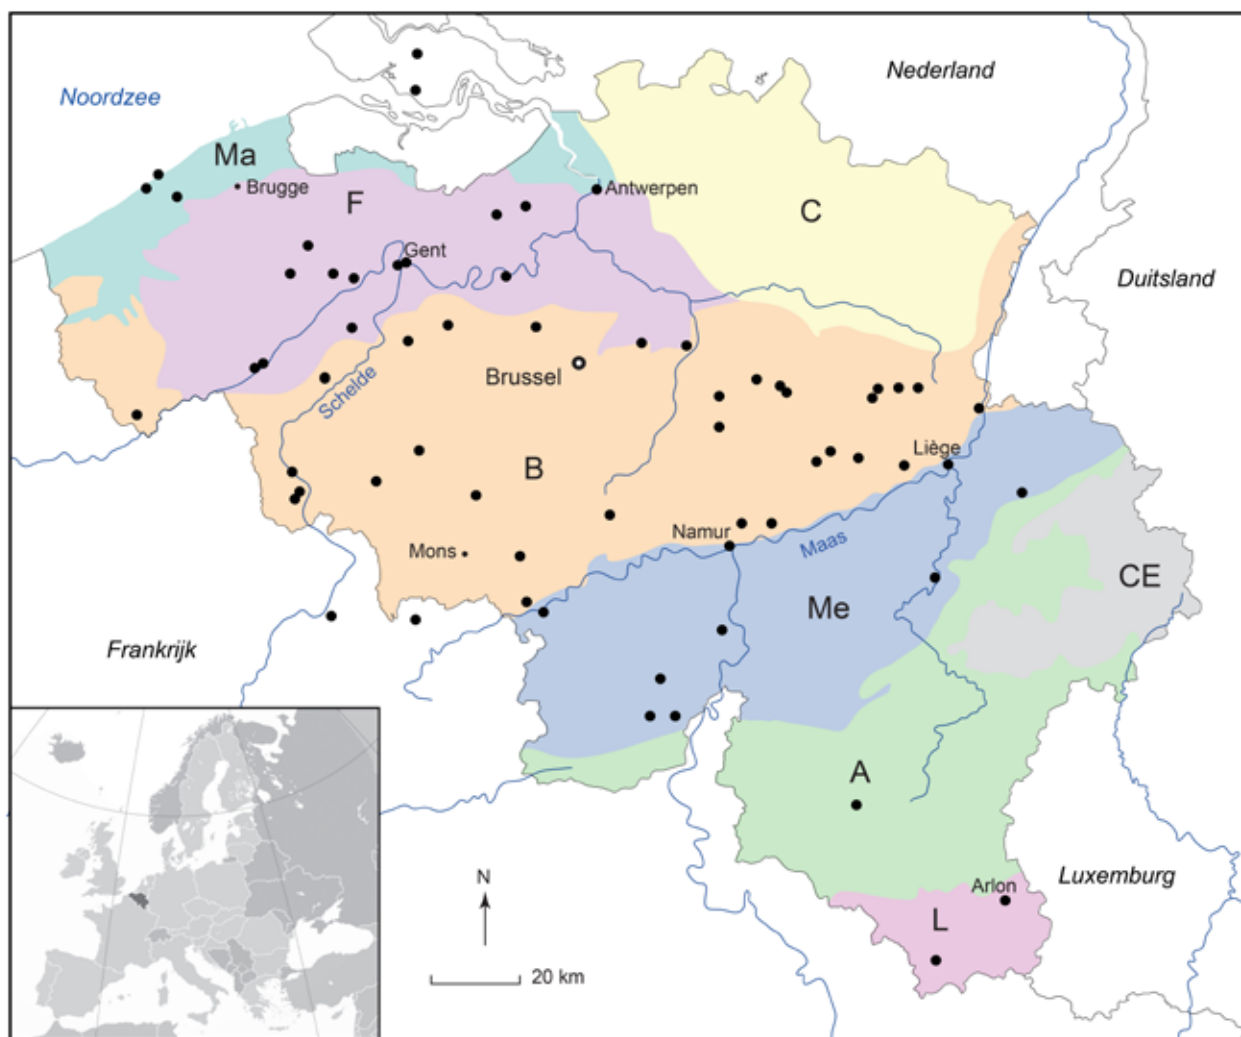 Noordzee
Nederland
Ma
Brugge
Antwerpen
F
C
Gent
Duitsland
Brussel
Schelde
Liège
B
Namur
Mons
Maas
CE
Me
Frankrijk
A
N
Luxemburg
Arlon
L
20 km